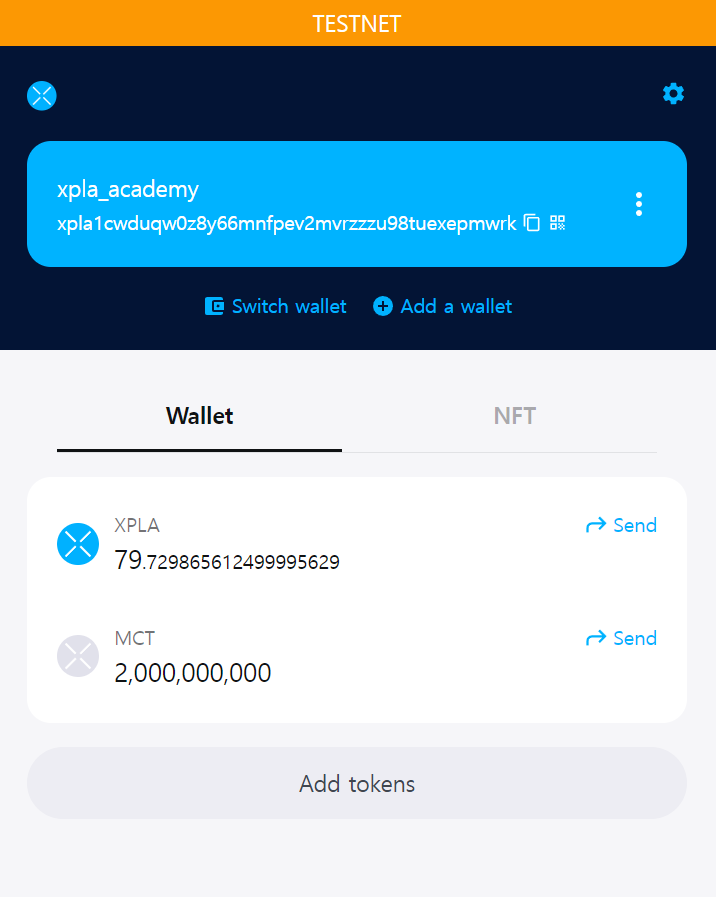 TESTNET
xpla_academy
xpla1cwduqw0z8y66mnfpev2mvrzzzu98tuexepmwrk
Switch wallet Add a wallet
Wallet NFT
XPLA Send
79.729865612499995629
MCT Send
2,000,000,000
Add tokens